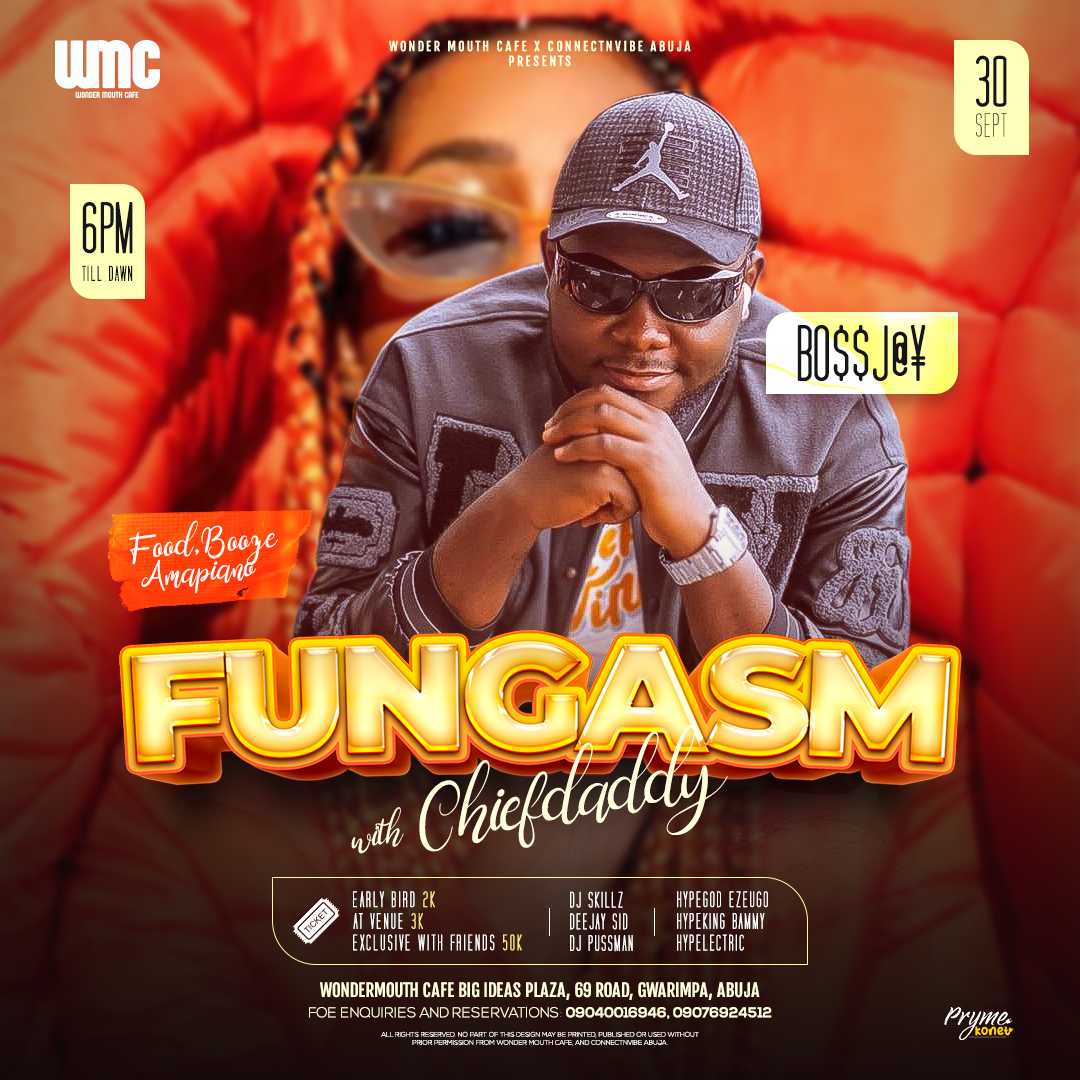 WONDER MOUTH CAFE X CONNECTNVIBE ABUJA
PRESENTS
wmc
WONDER MOUTH CAFE
30
SEPT
6PM
TILL DAWN
BO$$J@¥
Food,Booze
Amapiano
FUNGASM
with Chiefdaddy
TICKET
EARLY BIRD 2K
AT VENUE 3K
EXCLUSIVE WITH FRIENDS 50K
DJ SKILLZ
DEEJAY SID
DJ PUSSMAN
HYPEGOD EZEUGO
HYPEKING BAMMY
HYPELECTRIC
WONDERMOUTH CAFE BIG IDEAS PLAZA, 69 ROAD, GWARIMPA, ABUJA
FOE ENQUIRIES AND RESERVATIONS: 09040016946, 09076924512
ALL RIGHTS RESERVED. NO PART OF THIS DESIGN MAY BE PRINTED, PUBLISHED OR USED WITHOUT
PRIOR PERMISSION FROM WONDER MOUTH CAFE, AND CONNECTNVIBE ABUJA.
Pryme
konev